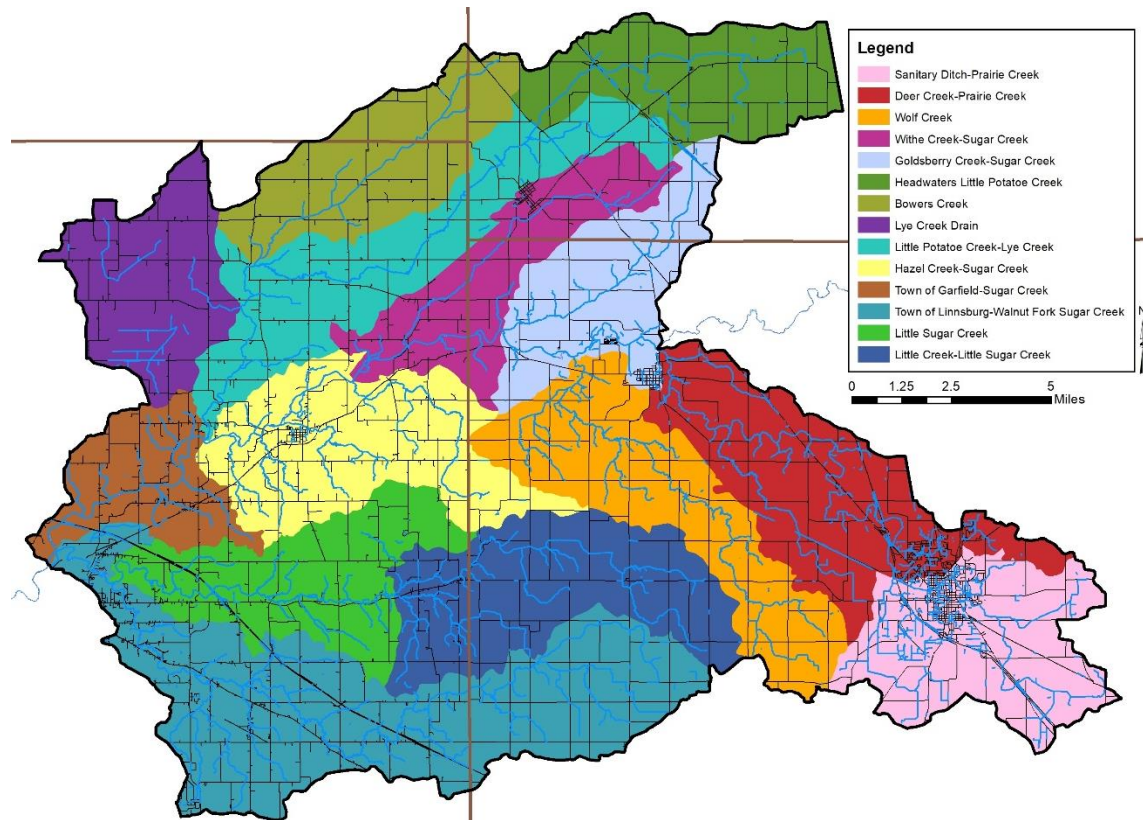 Legend
Sanitary Ditch-Prairie Creek
Deer Creek-Prairie Creek
Wolf Creek
Withe Creek-Sugar Creek
Goldsberry Creek-Sugar Creek
Headwaters Little Potatoe Creek
Bowers Creek
Lye Creek Drain
Little Potatoe Creek-Lye Creek
Hazel Creek-Sugar Creek
Town of Garfield-Sugar Creek
Town of Linnsburg-Walnut Fork Sugar Creek
Little Sugar Creek
Little Creek-Little Sugar Creek
0 1.25 2.5 5
Miles